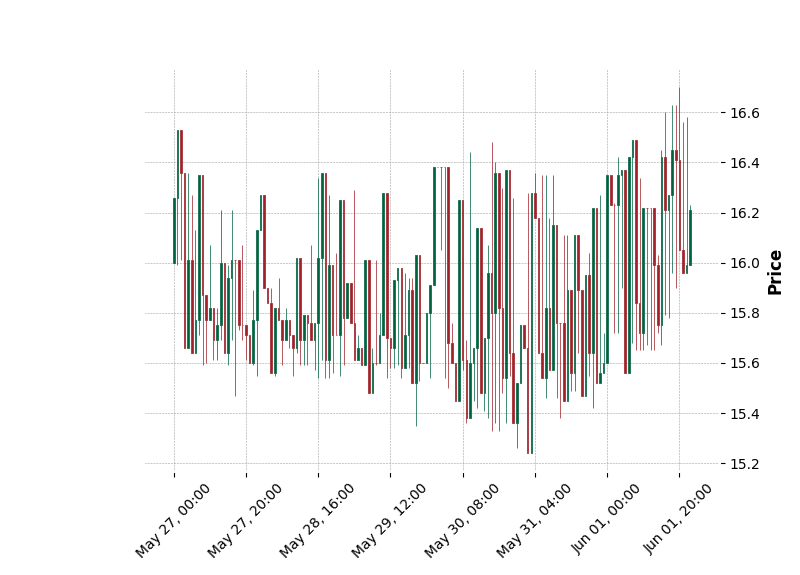 16.6
16.4
16.2
16.0
15.8
15.6
15.4
15.2
Price
May 27, 00:00
May 27, 20:00
May 28, 16:00
May 29, 12:00
May 30, 08:00
May 31, 04:00
Jun 01, 00:00
Jun 01, 20:00